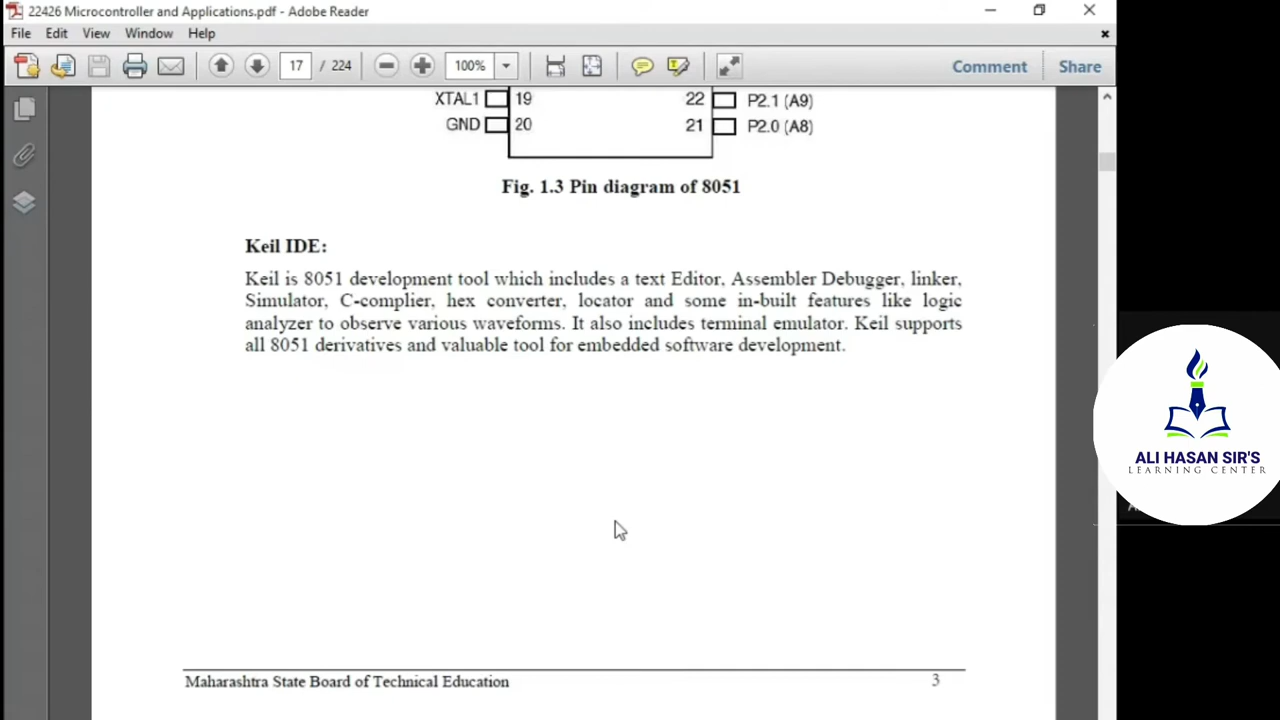 22426 Microcontroller and Applications.pdf - Adobe Reader
File Edit View Window Help
17 / 224 100% Comment Share
XTAL1 19 22 P2.1 (A9)
GND 20 21 P2.0 (A8)
Fig. 1.3 Pin diagram of 8051
Keil IDE:
Keil is 8051 development tool which includes a text Editor, Assembler Debugger, linker,
Simulator, C-complier, hex converter, locator and some in-built features like logic
analyzer to observe various waveforms. It also includes terminal emulator. Keil supports
all 8051 derivatives and valuable tool for embedded software development.
ALI HASAN SIR'S
LEARNING CENTER
Maharashtra State Board of Technical Education 3